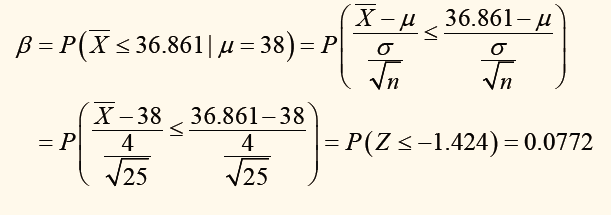 β = P(X̄ ≤ 36.861 | μ = 38) = P((X̄ − μ)/(σ/√n) ≤ (36.861 − μ)/(σ/√n))
= P((X̄ − 38)/(4/√25) ≤ (36.861 − 38)/(4/√25)) = P(Z ≤ −1.424) = 0.0772